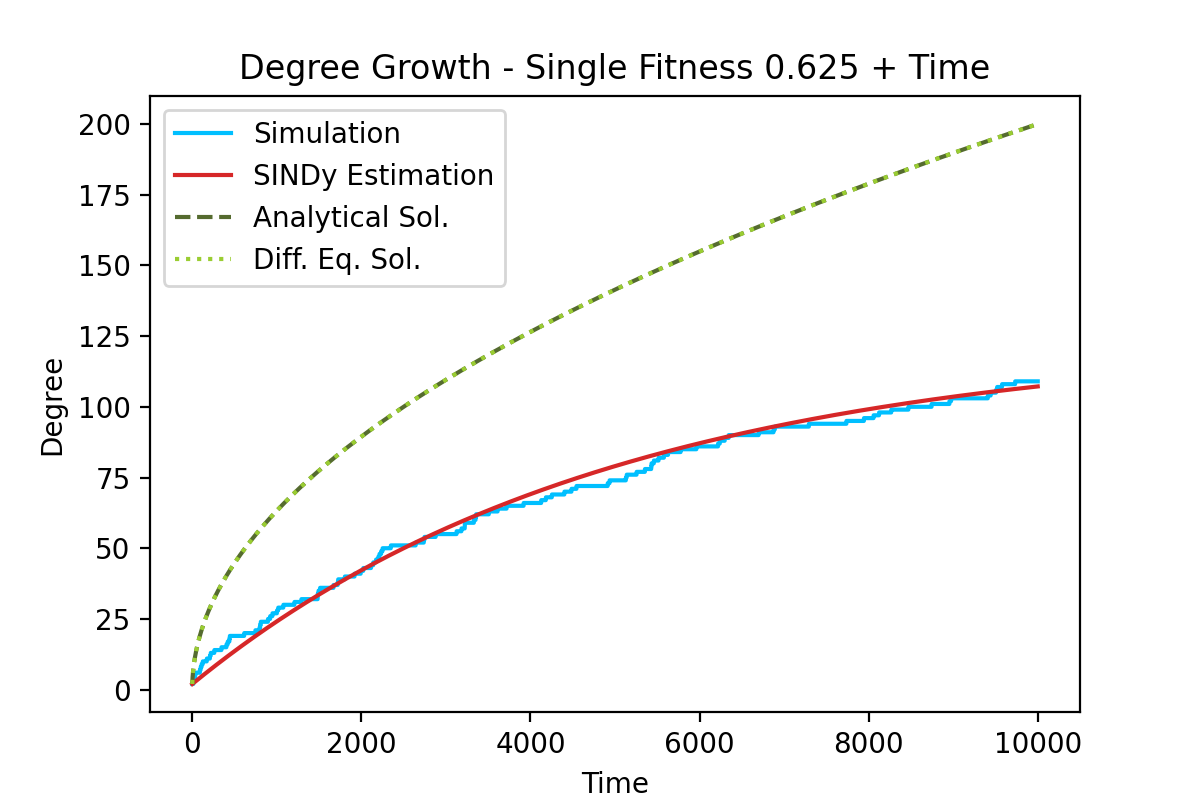 Degree Growth - Single Fitness 0.625 + Time
Simulation
SINDy Estimation
Analytical Sol.
Diff. Eq. Sol.
200
175
150
125
100
75
50
25
0
Degree
0 2000 4000 6000 8000 10000
Time